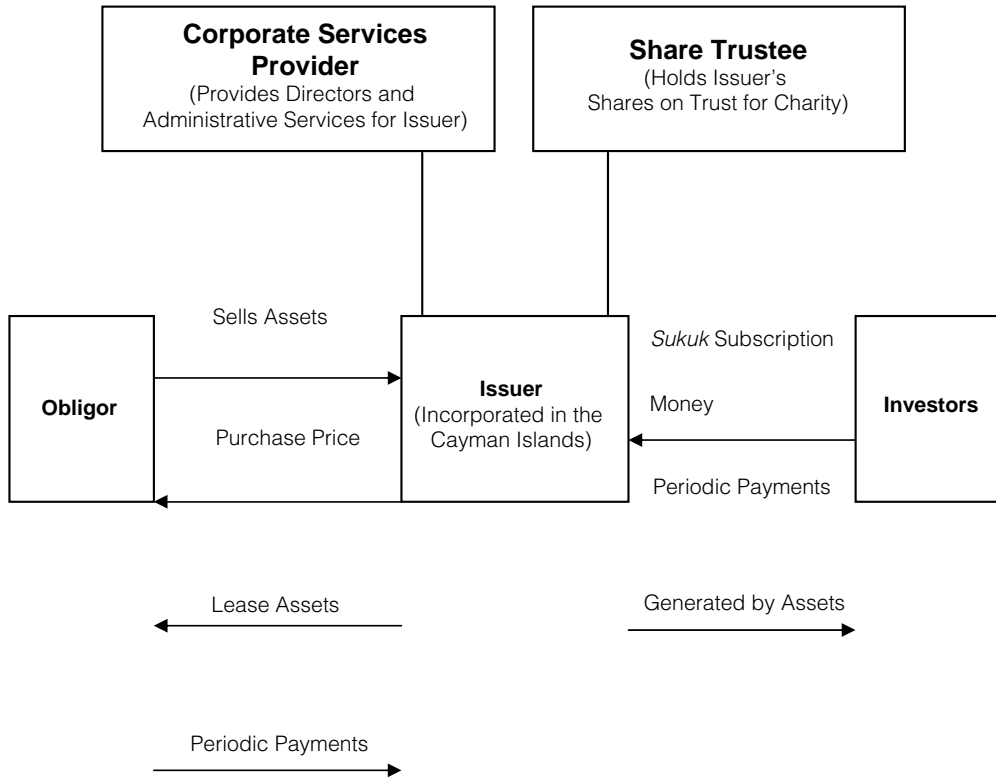 Corporate Services
Provider
(Provides Directors and
Administrative Services for Issuer)
Share Trustee
(Holds Issuer's
Shares on Trust for Charity)
Sells Assets
Obligor
Purchase Price
Issuer
(Incorporated in the
Cayman Islands)
Sukuk Subscription
Money
Periodic Payments
Investors
Lease Assets
Generated by Assets
Periodic Payments